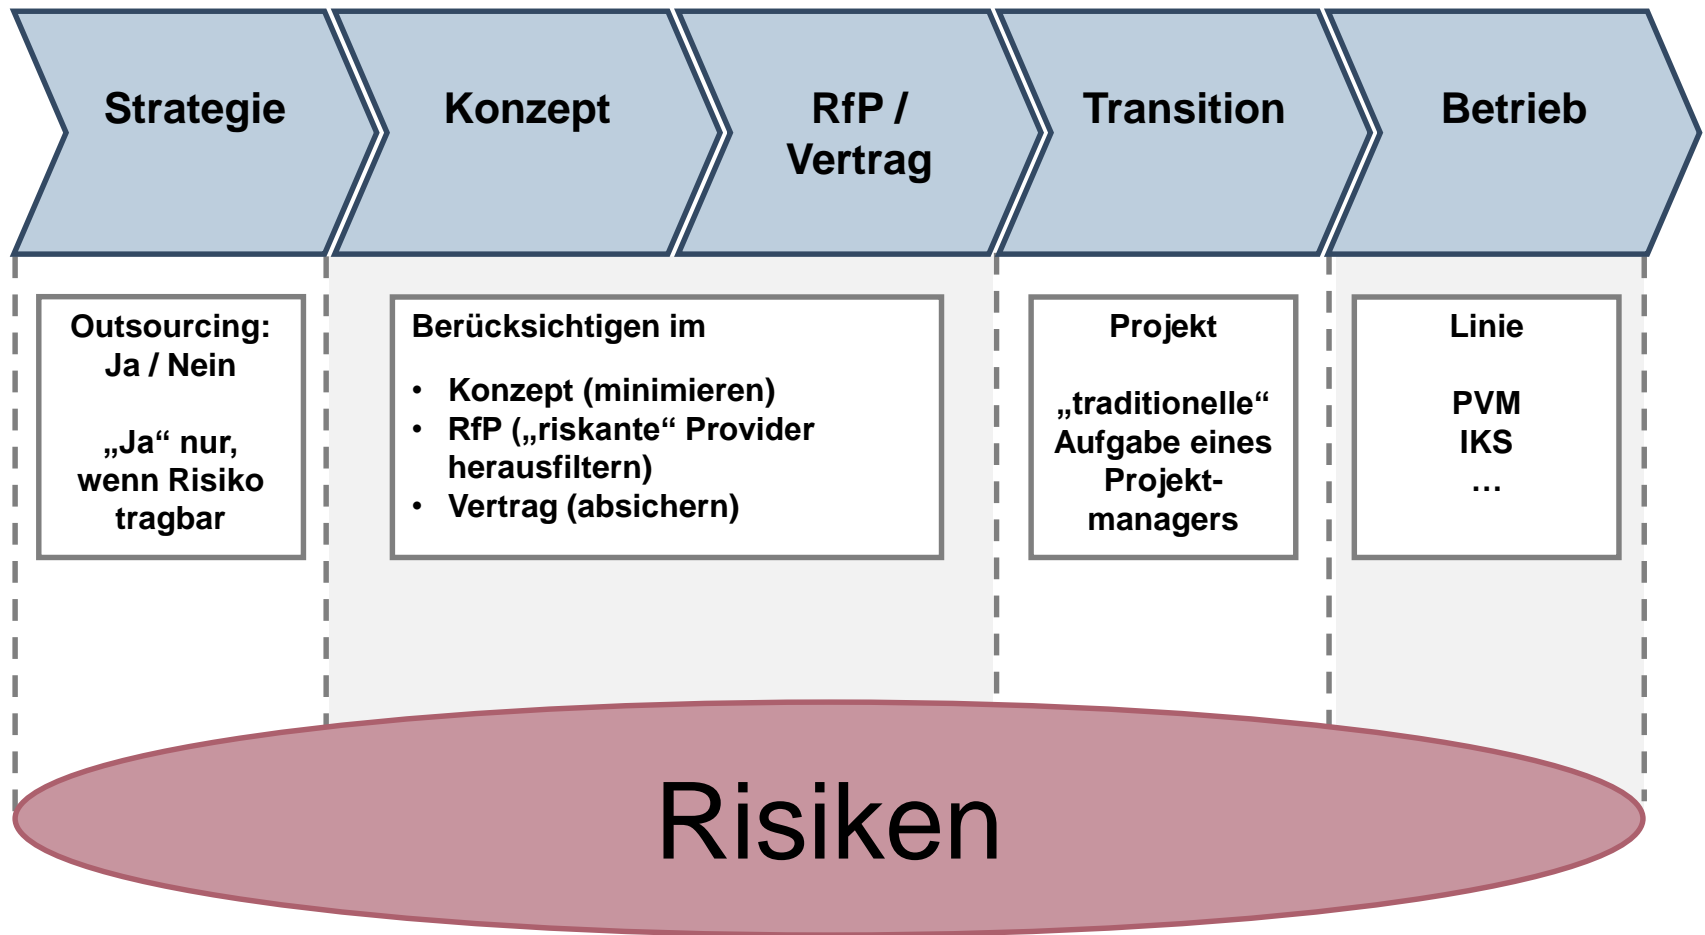 Strategie
Konzept
RfP /
Vertrag
Transition
Betrieb
Outsourcing:
Ja / Nein
„Ja“ nur,
wenn Risiko
tragbar
Berücksichtigen im
• Konzept (minimieren)
• RfP („riskante“ Provider
herausfiltern)
• Vertrag (absichern)
Projekt
„traditionelle“
Aufgabe eines
Projekt-
managers
Linie
PVM
IKS
…
Risiken